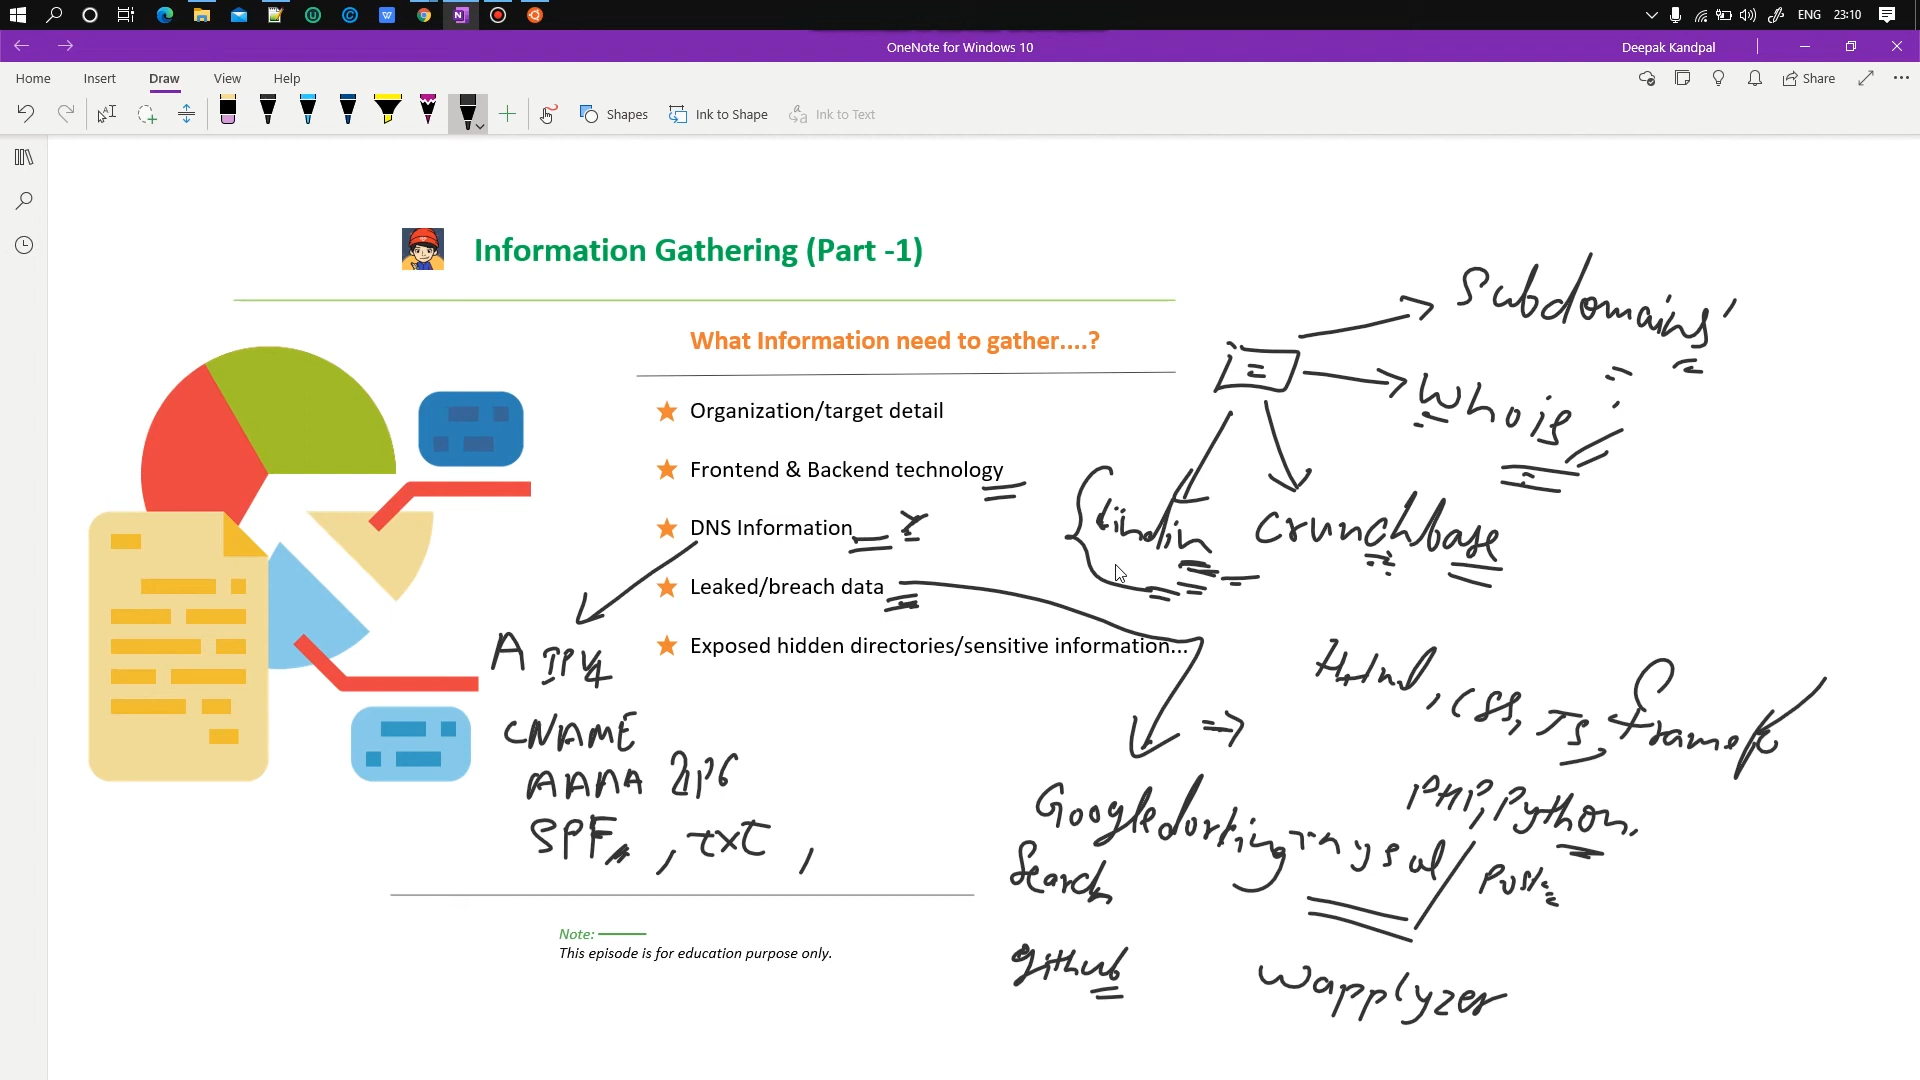 ENG 23:10
OneNote for Windows 10
Deepak Kandpal
Home Insert Draw View Help
Share
Shapes
Ink to Shape
Ink to Text
Information Gathering (Part -1)
What Information need to gather....?
Organization/target detail
Frontend & Backend technology
DNS Information
Leaked/breach data
Exposed hidden directories/sensitive information...
Subdomains
Whois
Crunchbase
A IPV4
CNAME
AAAA
SPF, txt,
Html, CSS, JS,
PHP, Python,
Google dorking
mysql
Search
github
wapplyzer
Note:
This episode is for education purpose only.